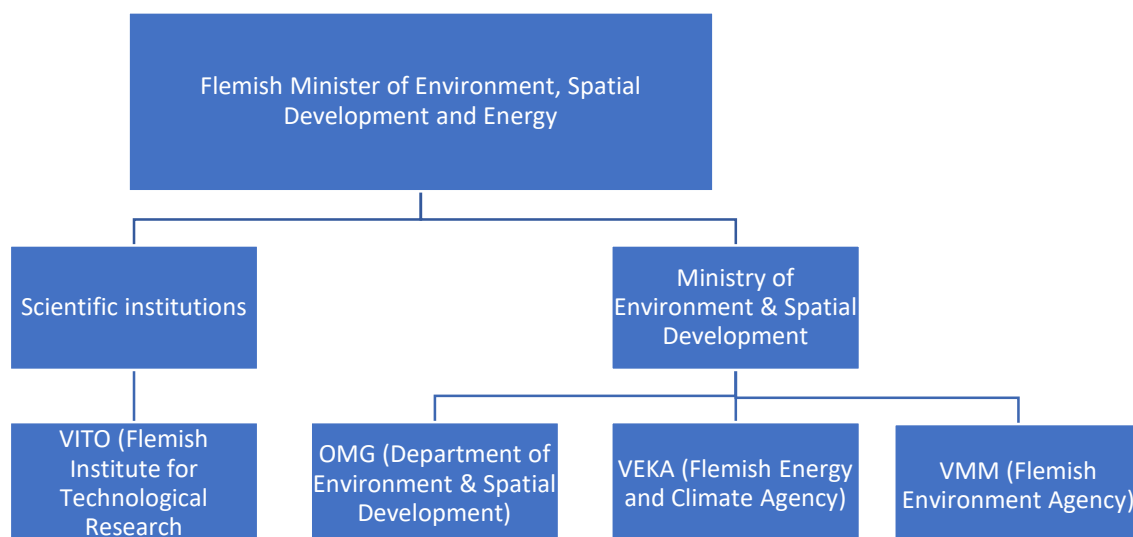 Flemish Minister of Environment, Spatial
Development and Energy
Scientific institutions
Ministry of
Environment & Spatial
Development
VITO (Flemish
Institute for
Technological
Research
OMG (Department of
Environment & Spatial
Development)
VEKA (Flemish Energy
and Climate Agency)
VMM (Flemish
Environment Agency)